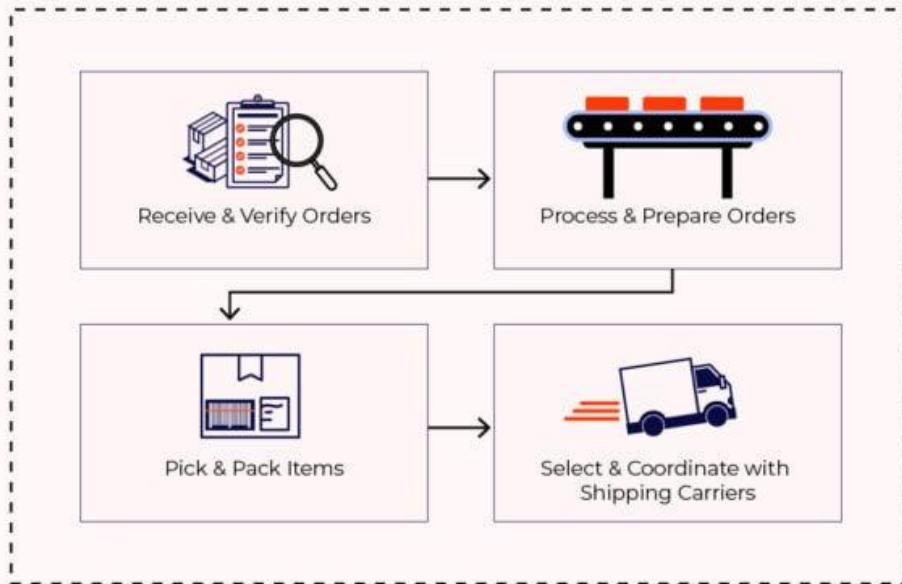 Receive & Verify Orders
Process & Prepare Orders
Pick & Pack Items
Select & Coordinate with
Shipping Carriers